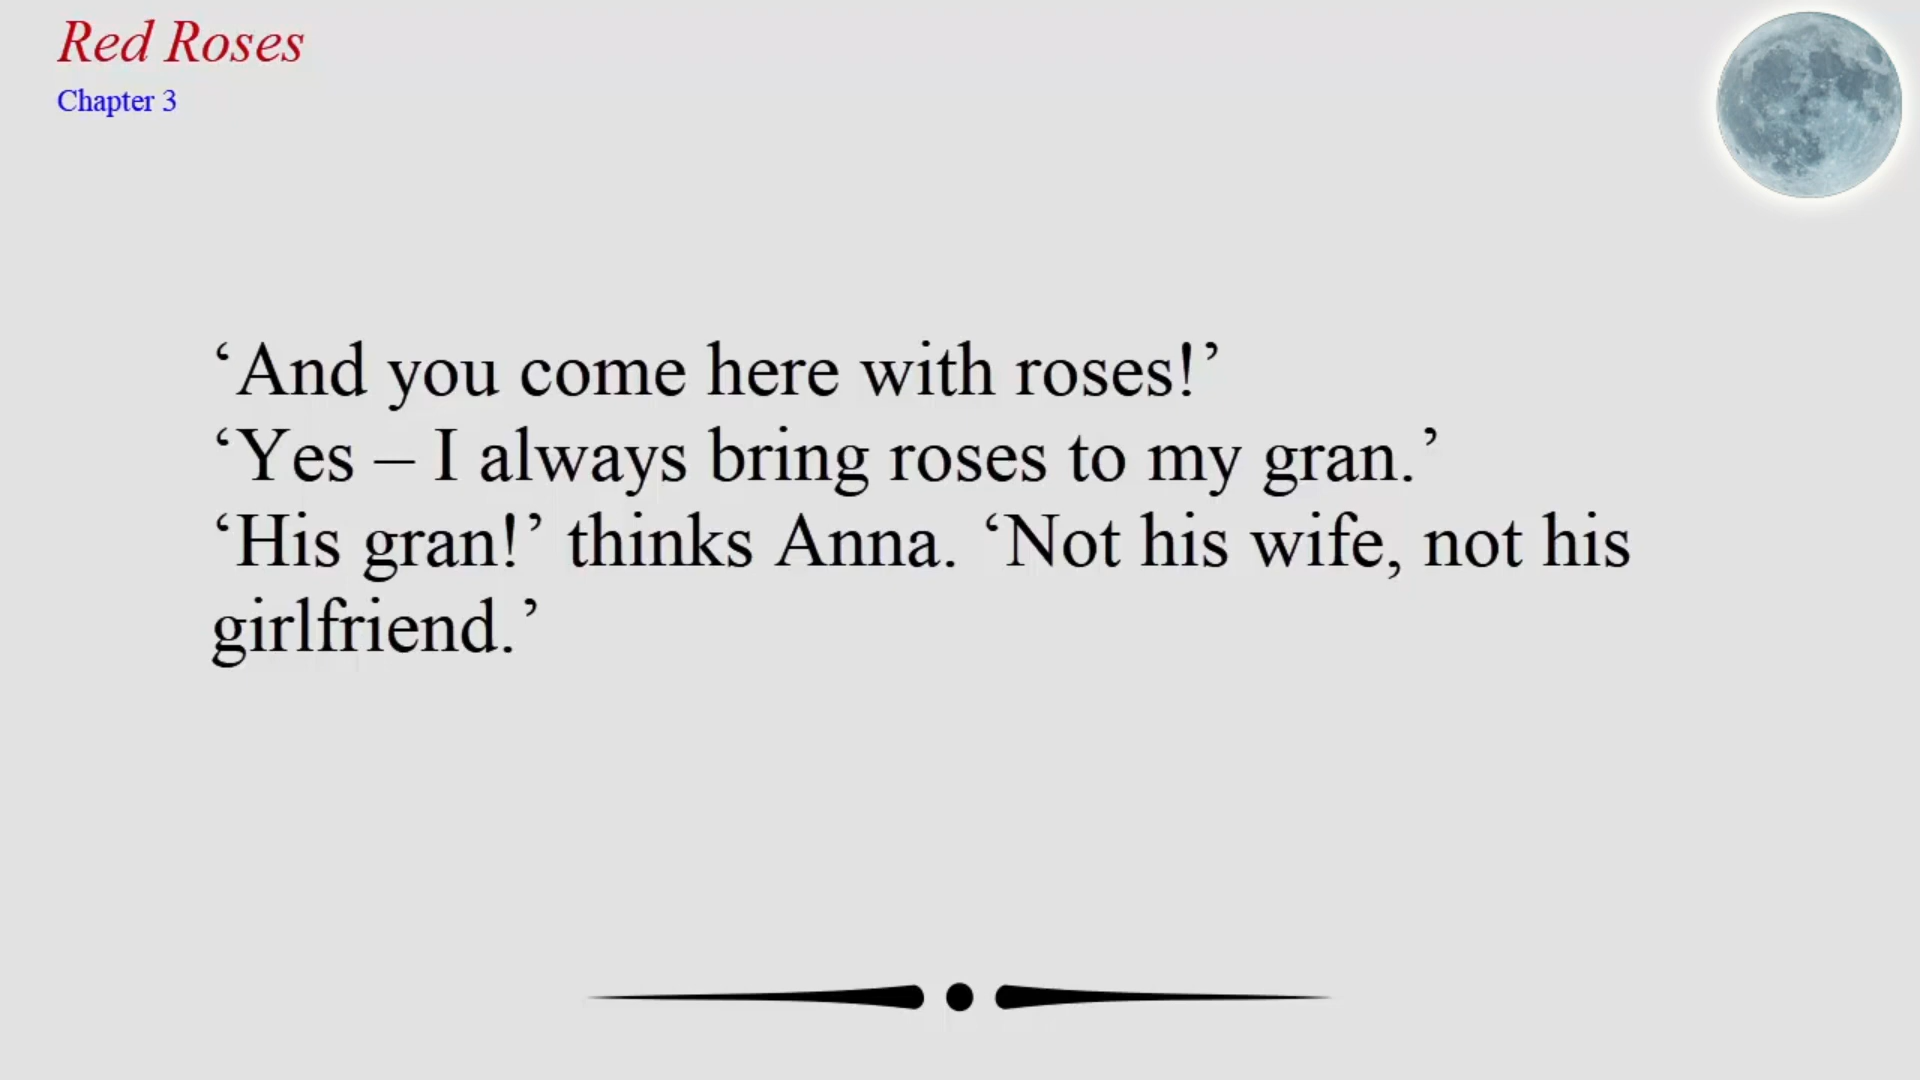 Red Roses
Chapter 3
‘And you come here with roses!’
‘Yes – I always bring roses to my gran.’
‘His gran!’ thinks Anna. ‘Not his wife, not his
girlfriend.’